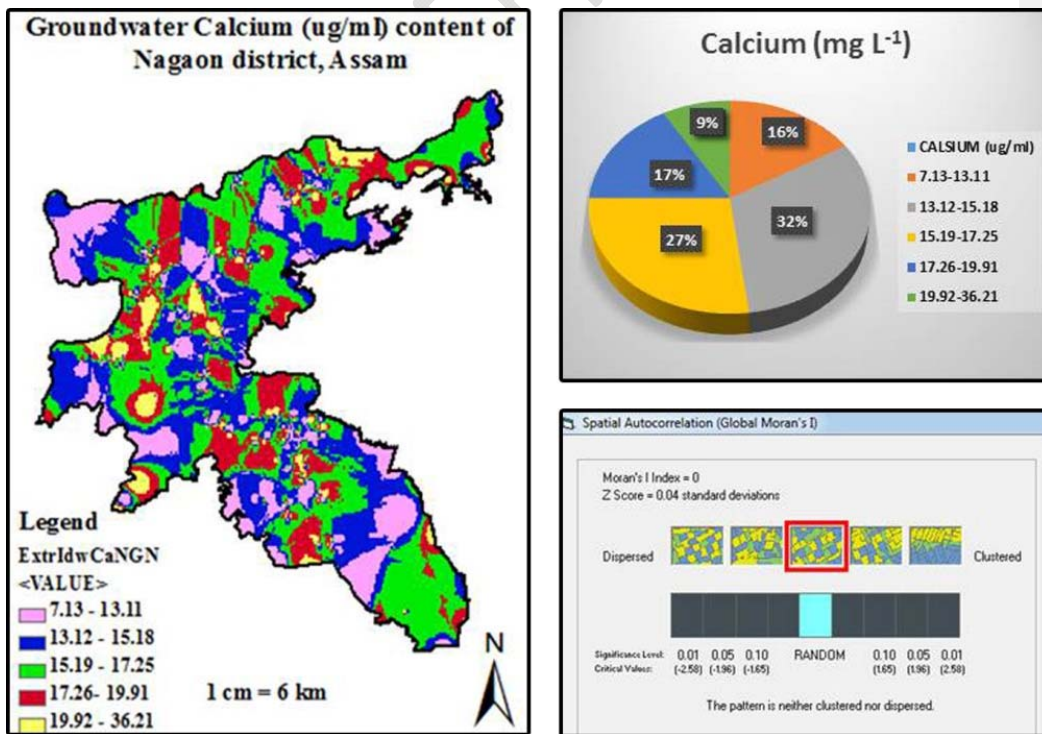 Groundwater Calcium (ug/ml) content of
Nagaon district, Assam
Legend
ExtrIdwCaNGN
<VALUE>
7.13 - 13.11
13.12 - 15.18
15.19 - 17.25
17.26- 19.91
19.92 - 36.21
1 cm = 6 km
N
Calcium (mg L⁻¹)
9%
16%
17%
32%
27%
CALSIUM (ug/ml)
7.13-13.11
13.12-15.18
15.19-17.25
17.26-19.91
19.92-36.21
Spatial Autocorrelation (Global Moran's I)
Moran's I Index = 0
Z Score = 0.04 standard deviations
Dispersed
Clustered
Significance Level: 0.01 0.05 0.10 RANDOM 0.10 0.05 0.01
Critical Values: (-2.58) (-1.96) (-1.65) (1.65) (1.96) (2.58)
The pattern is neither clustered nor dispersed.